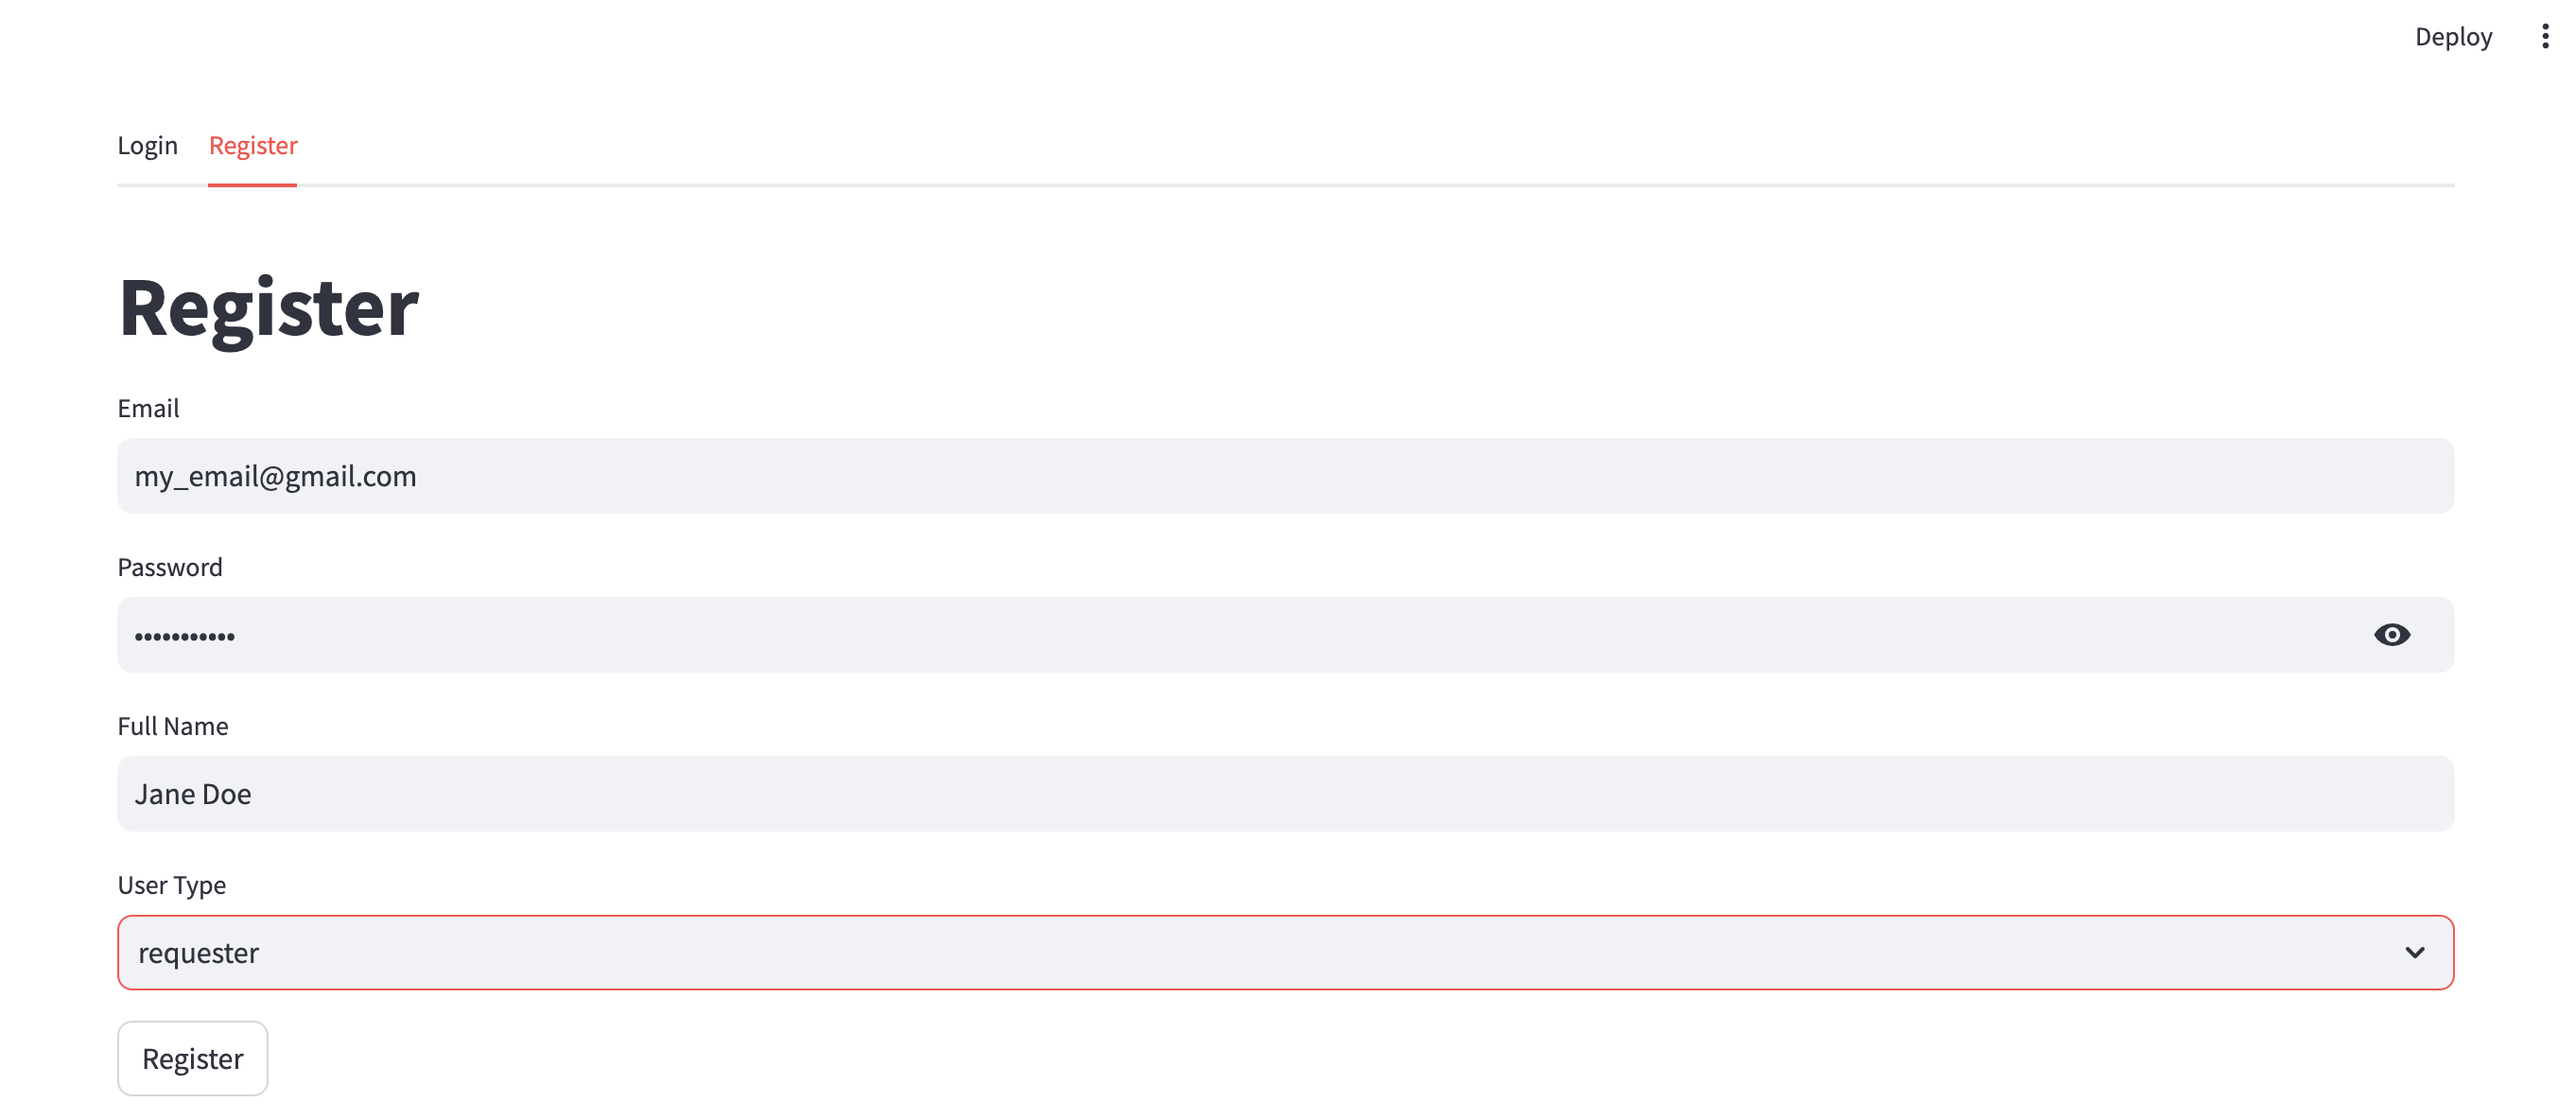 Deploy
Login Register
Register
Email
my_email@gmail.com
Password
•••••••••••
Full Name
Jane Doe
User Type
requester
Register